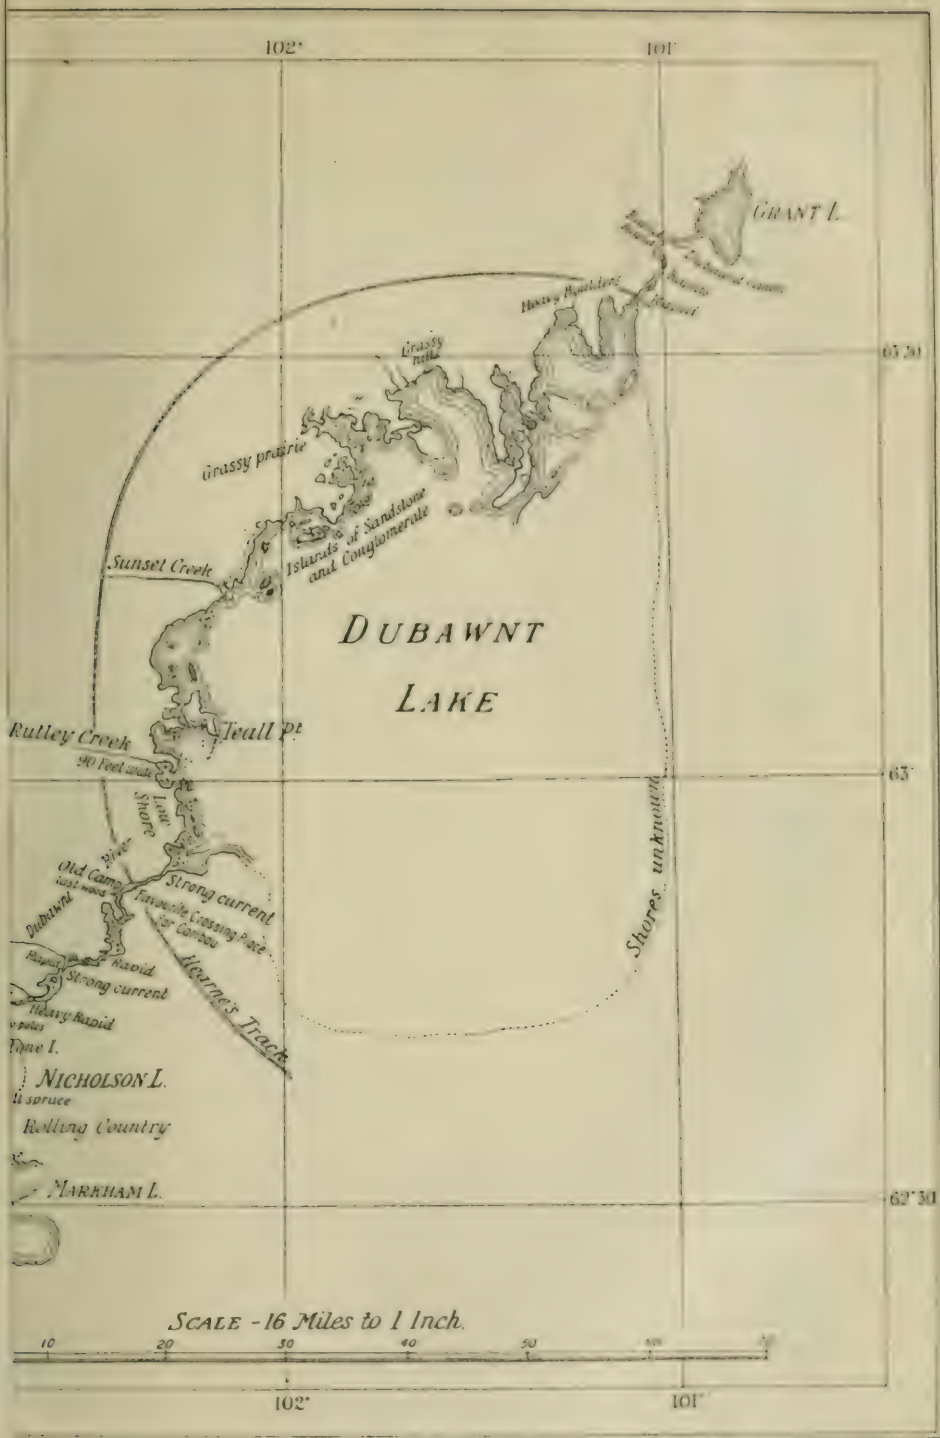 102°
101°
GRANT L.
Heavy Boulders
63°30
Grassy
hills
Grassy prairie
Islands of Sandstone
and Conglomerate
Sunset Creek
DUBAWNT
LAKE
Teall Pt
Rutley Creek
90 Feet wide
63°
Low
Shore
River
Old Camp
last wood
Strong current
Favourite Crossing Place
for Caribou
Dubawnt
Shores unknown
Rapid
Rapid
Strong current
Hearne's Track
Heavy Rapid
NICHOLSON L.
spruce
Rolling Country
MARKHAM L.
62°30
SCALE - 16 Miles to 1 Inch.
10 20 30 40 50
102°
101°